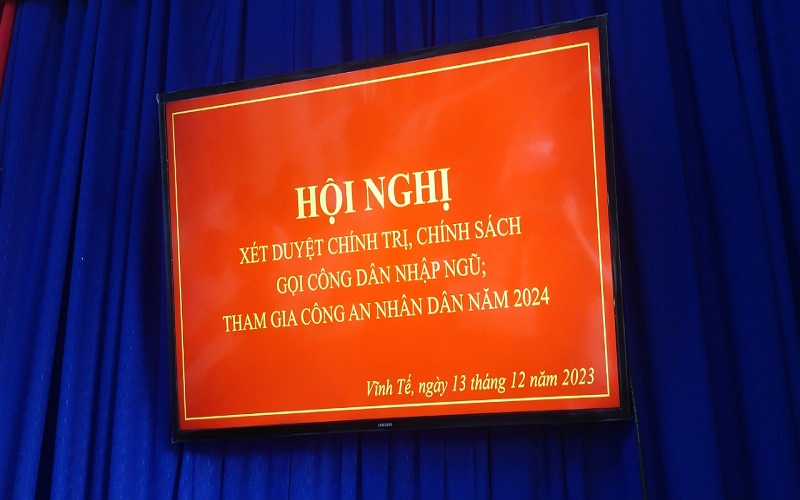 HỘI NGHỊ
XÉT DUYỆT CHÍNH TRỊ, CHÍNH SÁCH
GỌI CÔNG DÂN NHẬP NGŨ;
THAM GIA CÔNG AN NHÂN DÂN NĂM 2024
Vĩnh Tế, ngày 13 tháng 12 năm 2023
SAMSUNG